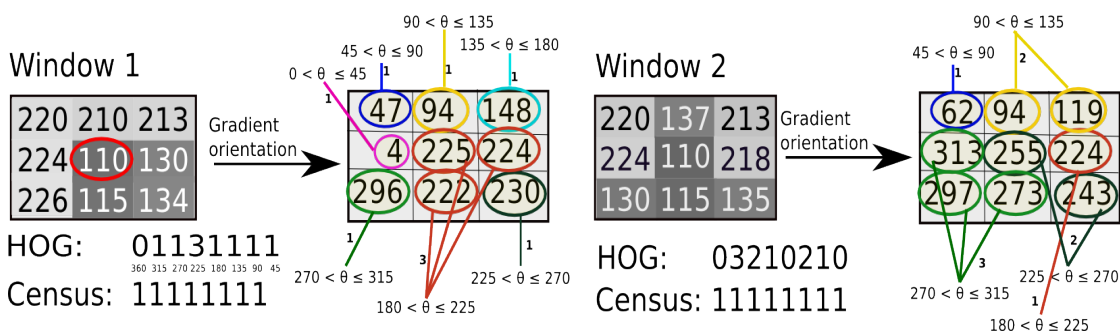 Window 1
220 210 213
224 110 130
226 115 134
HOG: 01131111
360 315 270 225 180 135 90 45
Census: 11111111
Gradient
orientation
0 < θ ≤ 45
45 < θ ≤ 90
90 < θ ≤ 135
135 < θ ≤ 180
1
1
1
1
47 94 148
4 225 224
296 222 230
1
3
1
270 < θ ≤ 315
180 < θ ≤ 225
225 < θ ≤ 270
Window 2
220 137 213
224 110 218
130 115 135
HOG: 03210210
Census: 11111111
Gradient
orientation
45 < θ ≤ 90
90 < θ ≤ 135
1
2
62 94 119
313 255 224
297 273 243
3
2
1
270 < θ ≤ 315
225 < θ ≤ 270
180 < θ ≤ 225